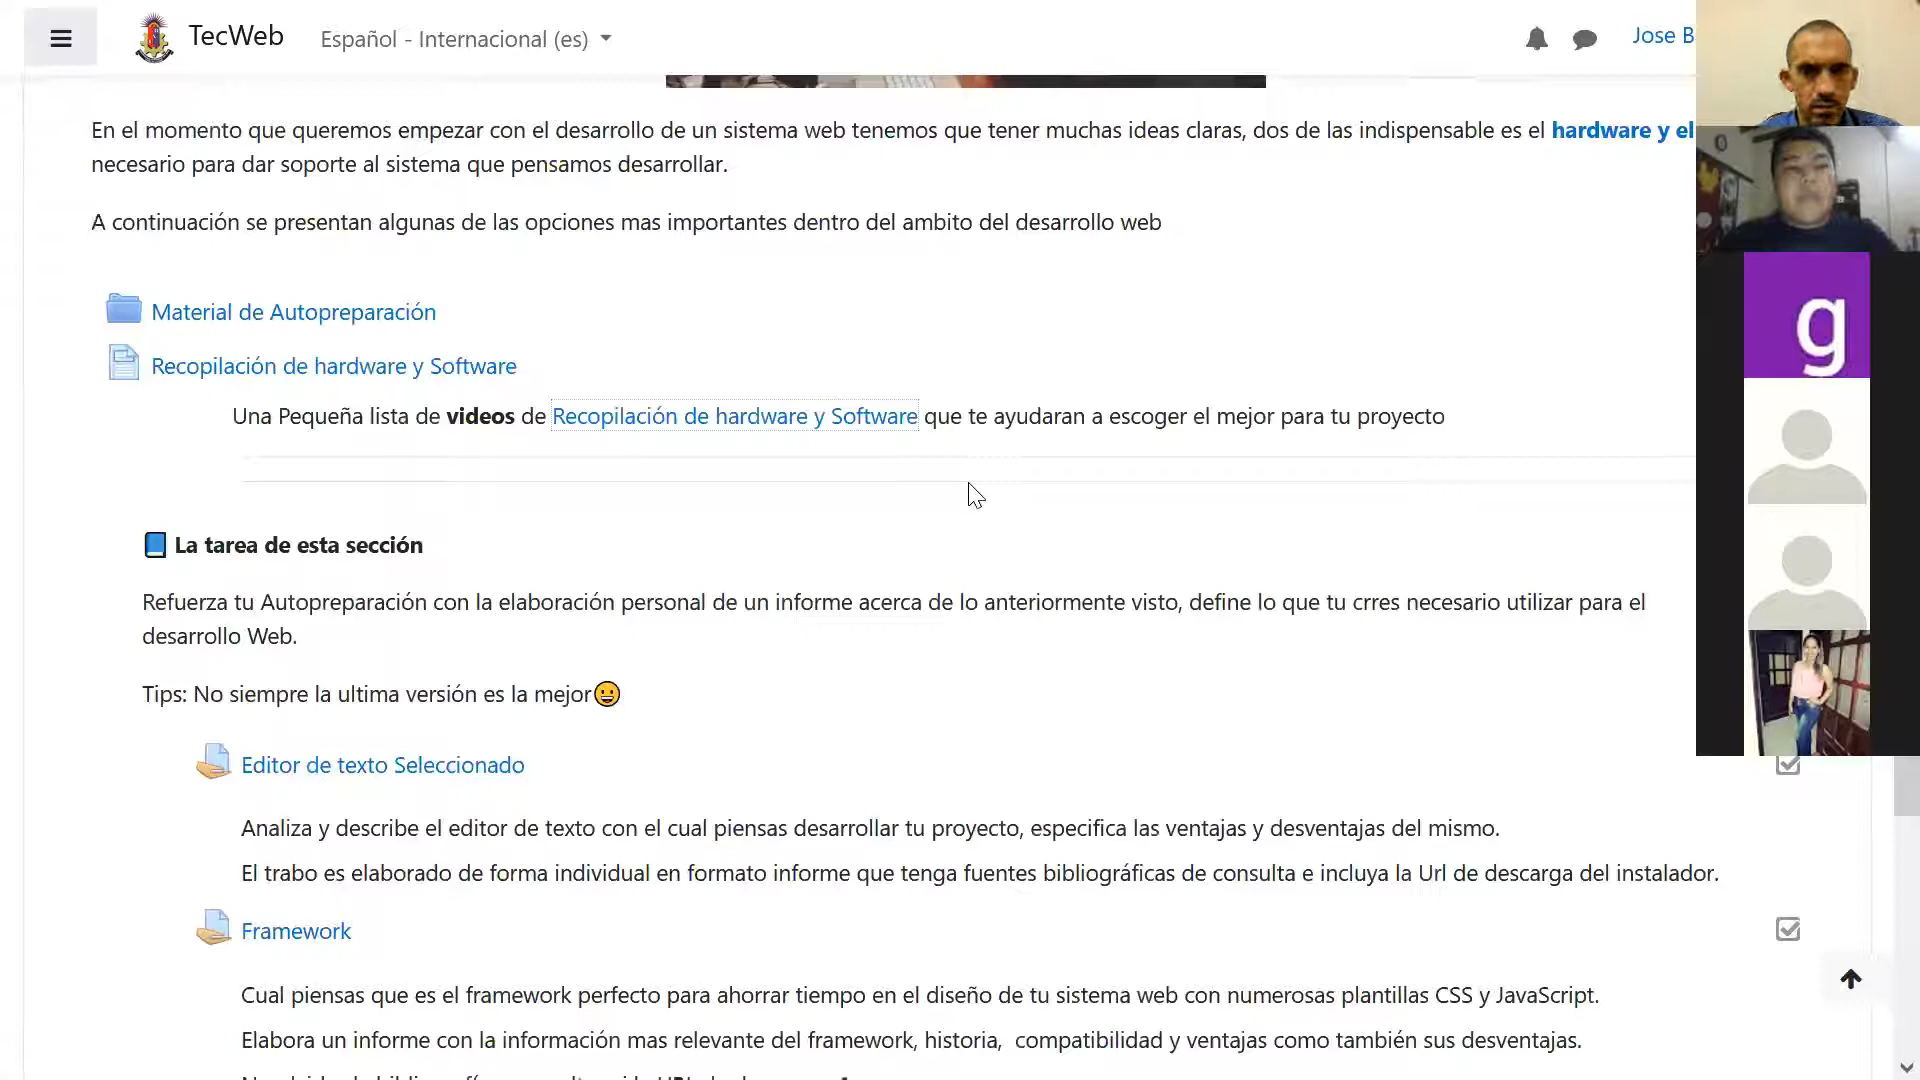 TecWeb
Español - Internacional (es)
Jose B
En el momento que queremos empezar con el desarrollo de un sistema web tenemos que tener muchas ideas claras, dos de las indispensable es el hardware y el
necesario para dar soporte al sistema que pensamos desarrollar.
A continuación se presentan algunas de las opciones mas importantes dentro del ambito del desarrollo web
g
Material de Autopreparación
Recopilación de hardware y Software
Una Pequeña lista de videos de Recopilación de hardware y Software que te ayudaran a escoger el mejor para tu proyecto
La tarea de esta sección
Refuerza tu Autopreparación con la elaboración personal de un informe acerca de lo anteriormente visto, define lo que tu crres necesario utilizar para el
desarrollo Web.
Tips: No siempre la ultima versión es la mejor😀
Editor de texto Seleccionado
Analiza y describe el editor de texto con el cual piensas desarrollar tu proyecto, especifica las ventajas y desventajas del mismo.
El trabo es elaborado de forma individual en formato informe que tenga fuentes bibliográficas de consulta e incluya la Url de descarga del instalador.
Framework
Cual piensas que es el framework perfecto para ahorrar tiempo en el diseño de tu sistema web con numerosas plantillas CSS y JavaScript.
Elabora un informe con la información mas relevante del framework, historia,  compatibilidad y ventajas como también sus desventajas.